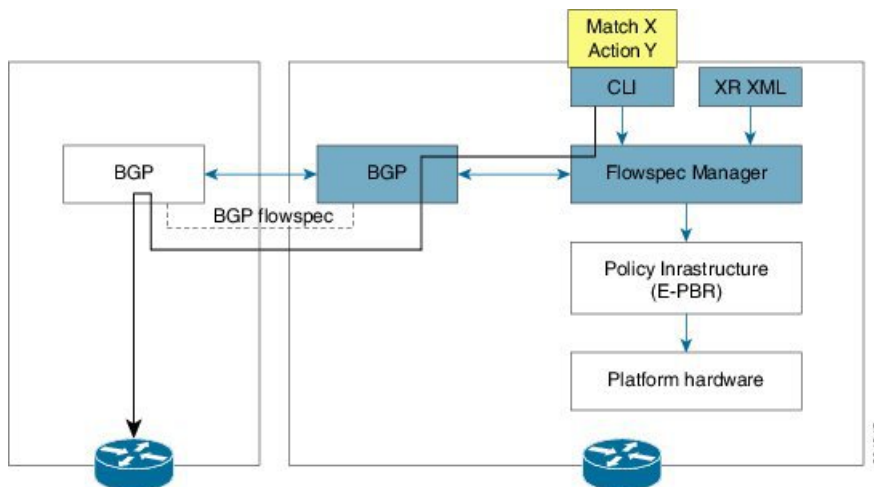 Match X
Action Y
CLI
XR XML
BGP
BGP
Flowspec Manager
BGP flowspec
Policy Inrastructure
(E-PBR)
Platform hardware